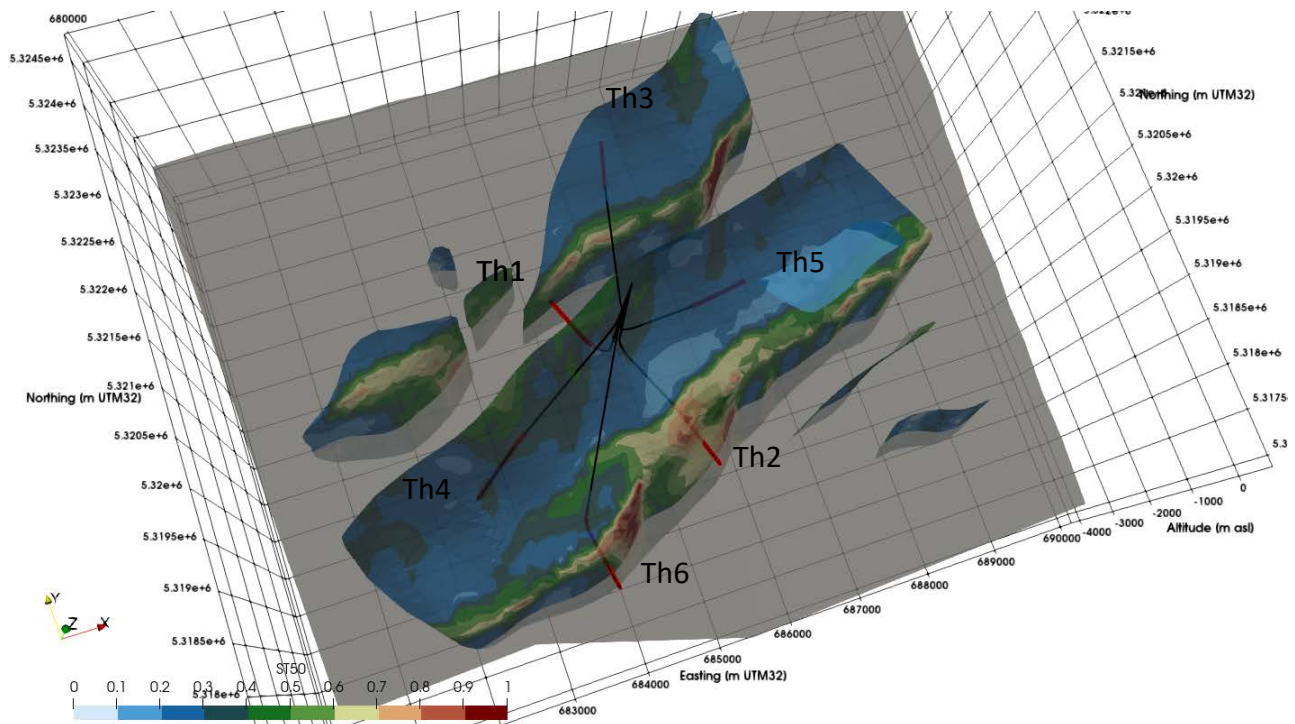 680000
5.3245e+6
5.324e+6
5.3235e+6
5.323e+6
5.3225e+6
5.322e+6
5.3215e+6
5.321e+6
Northing (m UTM32)
5.3205e+6
5.32e+6
5.3195e+6
5.319e+6
5.3185e+6
5.318e+6
Th3
Th1
Th5
Th4
Th2
Th6
5.3215e+6
Northing (m UTM32)
5.3205e+6
5.32e+6
5.3195e+6
5.319e+6
5.3185e+6
5.318e+6
5.3175
5.3
0
-1000
-2000
-3000
-4000
Altitude (m asl)
690000
689000
688000
687000
686000
685000
684000
683000
Easting (m UTM32)
Y
Z
X
ST50
0 0.1 0.2 0.3 0.4 0.5 0.6 0.7 0.8 0.9 1